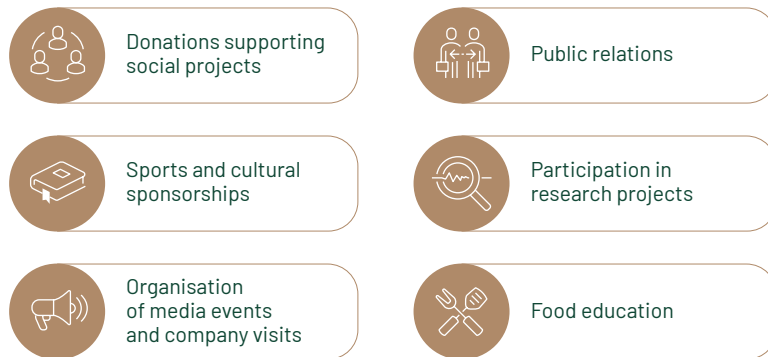 Donations supporting
social projects
Public relations
Sports and cultural
sponsorships
Participation in
research projects
Organisation
of media events
and company visits
Food education